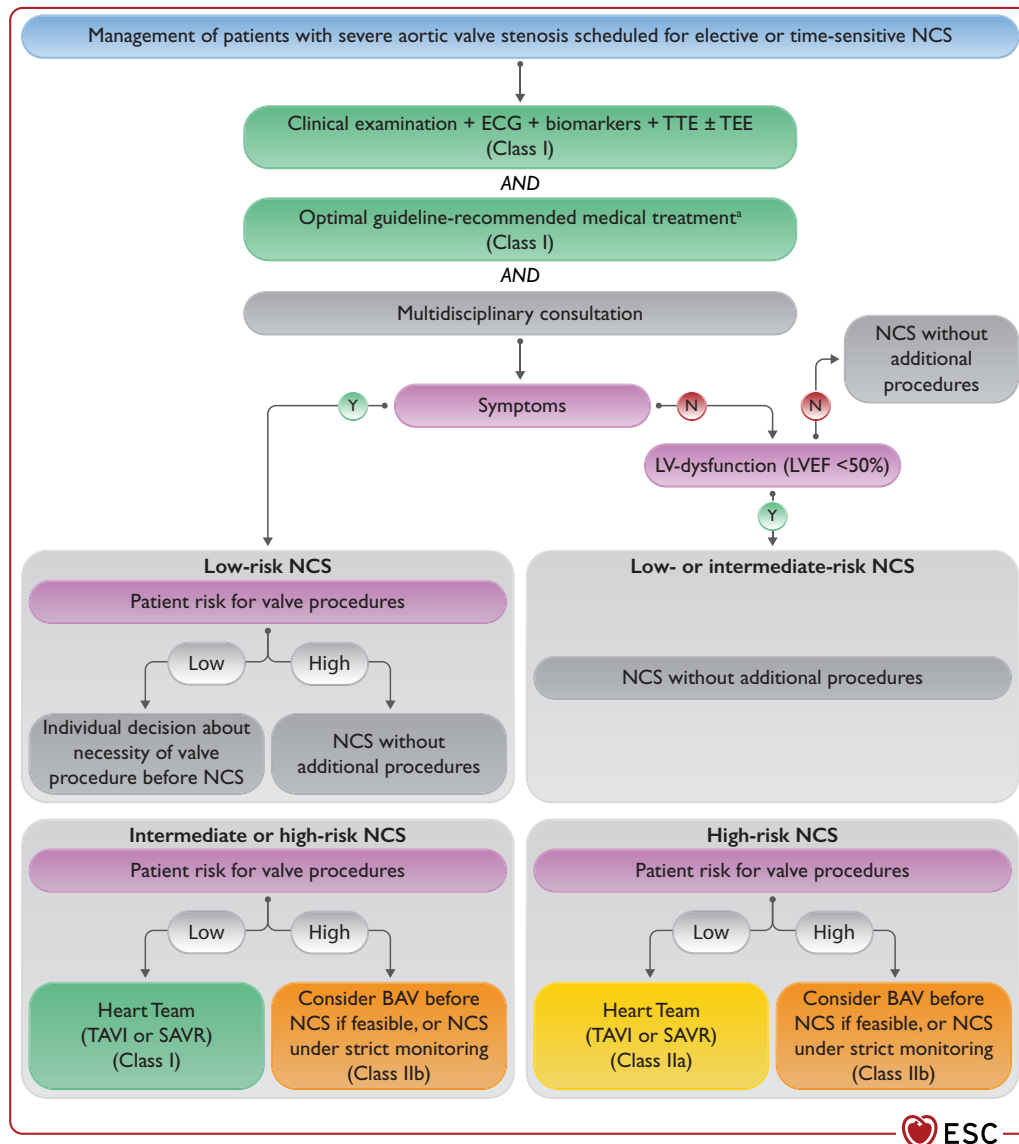 Management of patients with severe aortic valve stenosis scheduled for elective or time-sensitive NCS
Clinical examination + ECG + biomarkers + TTE ± TEE
(Class I)
AND
Optimal guideline-recommended medical treatmentᵃ
(Class I)
AND
Multidisciplinary consultation
NCS without
additional
procedures
Y
Symptoms
N
N
LV-dysfunction (LVEF <50%)
Y
Low-risk NCS
Patient risk for valve procedures
Low
High
Individual decision about
necessity of valve
procedure before NCS
NCS without
additional procedures
Low- or intermediate-risk NCS
NCS without additional procedures
Intermediate or high-risk NCS
Patient risk for valve procedures
Low
High
Heart Team
(TAVI or SAVR)
(Class I)
Consider BAV before
NCS if feasible, or NCS
under strict monitoring
(Class IIb)
High-risk NCS
Patient risk for valve procedures
Low
High
Heart Team
(TAVI or SAVR)
(Class IIa)
Consider BAV before
NCS if feasible, or NCS
under strict monitoring
(Class IIb)
ESC